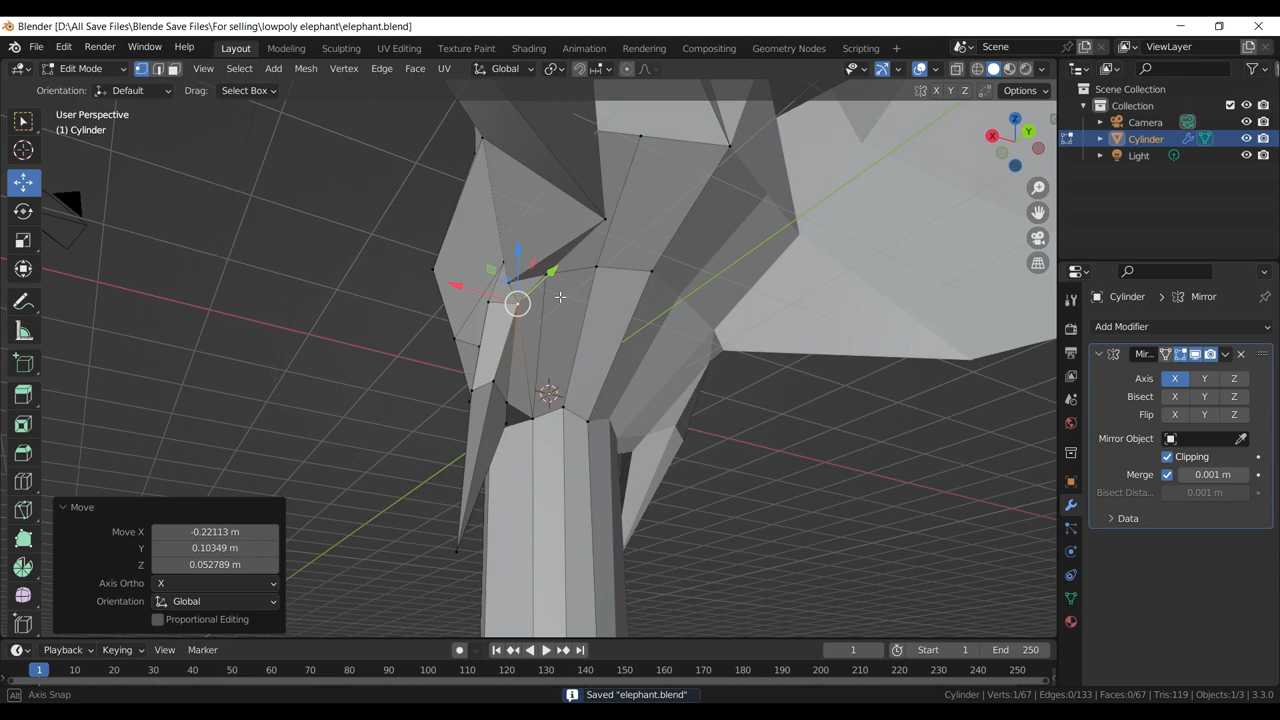 Blender [D:\All Save Files\Blende Save Files\For selling\lowpoly elephant\elephant.blend]
File Edit Render Window Help Layout Modeling Sculpting UV Editing Texture Paint Shading Animation Rendering Compositing Geometry Nodes Scripting + Scene ViewLayer
Edit Mode View Select Add Mesh Vertex Edge Face UV Global
Orientation: Default Drag: Select Box X Y Z Options
User Perspective
(1) Cylinder
Z
Y
X
Scene Collection
Collection
Camera
Cylinder
Light
Cylinder > Mirror
Add Modifier
Mir...
Axis X Y Z
Bisect X Y Z
Flip X Y Z
Mirror Object
Clipping
Merge 0.001 m
Bisect Dista... 0.001 m
Data
Move
Move X -0.22113 m
Y 0.10349 m
Z 0.052789 m
Axis Ortho X
Orientation Global
Proportional Editing
Playback Keying View Marker 1 Start 1 End 250
1 10 20 30 40 50 60 70 80 90 100 110 120 130 140 150 160 170 180 190 200 210 220 230 240 250
Alt Axis Snap Saved "elephant.blend" Cylinder | Verts:1/67 | Edges:0/133 | Faces:0/67 | Tris:119 | Objects:1/3 | 3.3.0